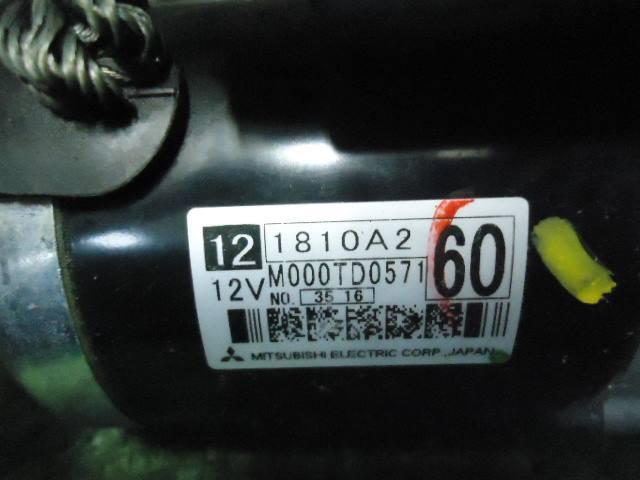 12 1810A2
12V M000TD0571 60
NO. 35 16
MITSUBISHI ELECTRIC CORP., JAPAN